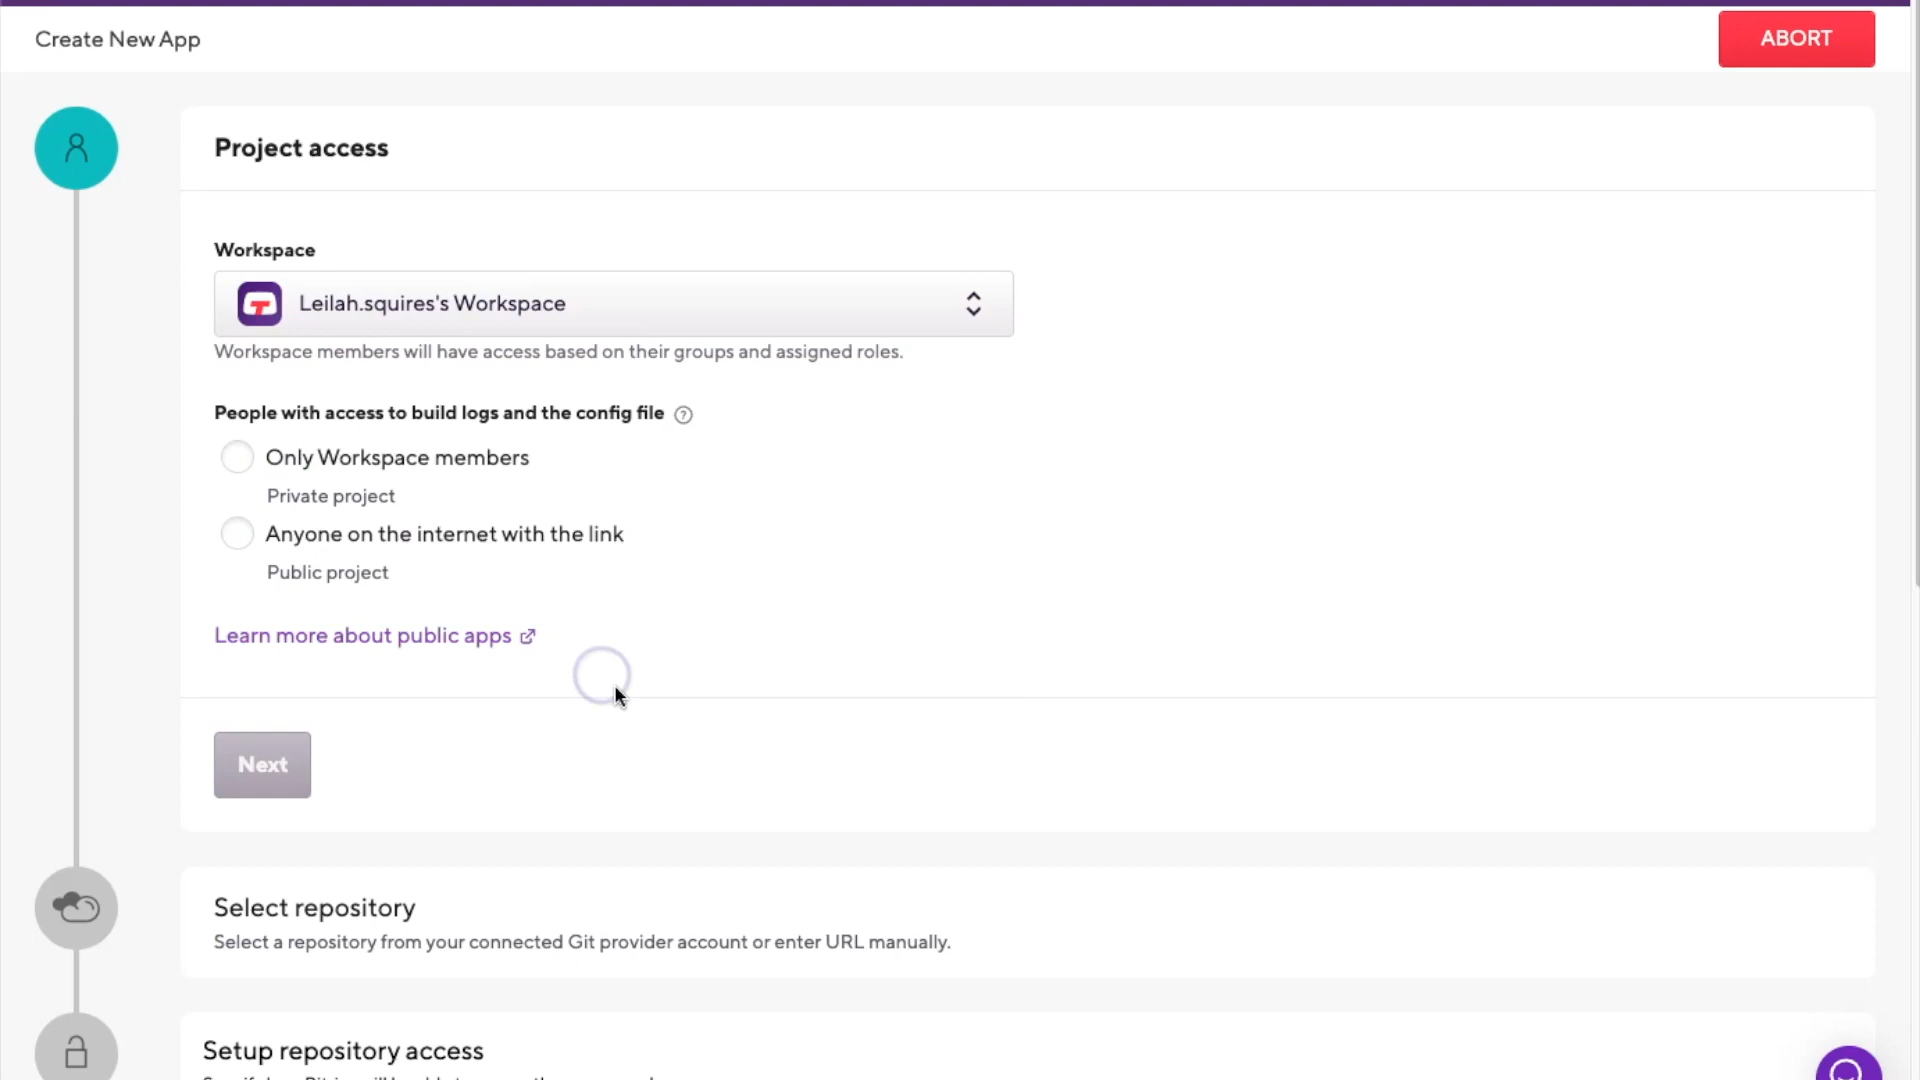 Create New App
ABORT
Project access
Workspace
Leilah.squires's Workspace
Workspace members will have access based on their groups and assigned roles.
People with access to build logs and the config file ?
Only Workspace members
Private project
Anyone on the internet with the link
Public project
Learn more about public apps
Next
Select repository
Select a repository from your connected Git provider account or enter URL manually.
Setup repository access